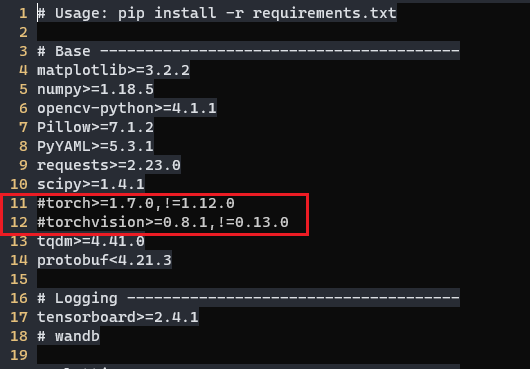 1 # Usage: pip install -r requirements.txt
2
3 # Base ----------------------------------------
4 matplotlib>=3.2.2
5 numpy>=1.18.5
6 opencv-python>=4.1.1
7 Pillow>=7.1.2
8 PyYAML>=5.3.1
9 requests>=2.23.0
10 scipy>=1.4.1
11 #torch>=1.7.0,!=1.12.0
12 #torchvision>=0.8.1,!=0.13.0
13 tqdm>=4.41.0
14 protobuf<4.21.3
15
16 # Logging -------------------------------------
17 tensorboard>=2.4.1
18 # wandb
19